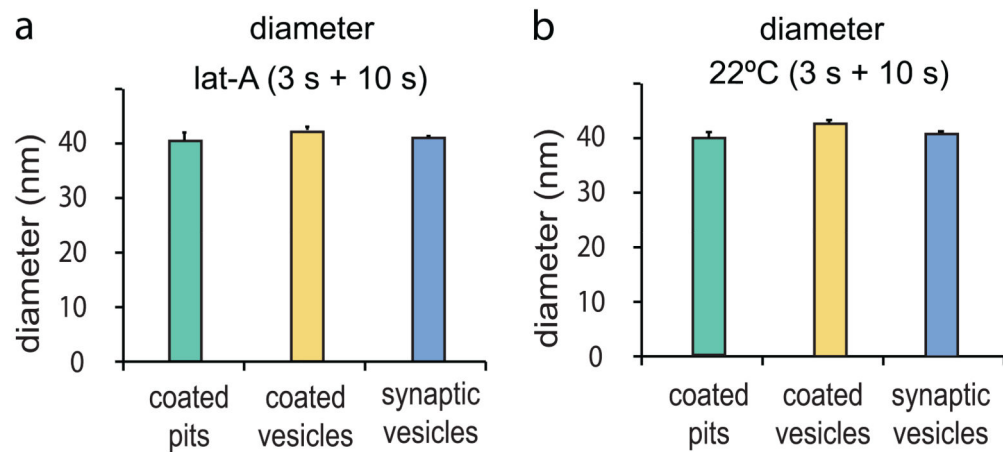 a
diameter
lat-A (3 s + 10 s)
diameter (nm)
40
30
20
10
0
coated
pits
coated
vesicles
synaptic
vesicles
b
diameter
22ºC (3 s + 10 s)
diameter (nm)
40
30
20
10
0
coated
pits
coated
vesicles
synaptic
vesicles